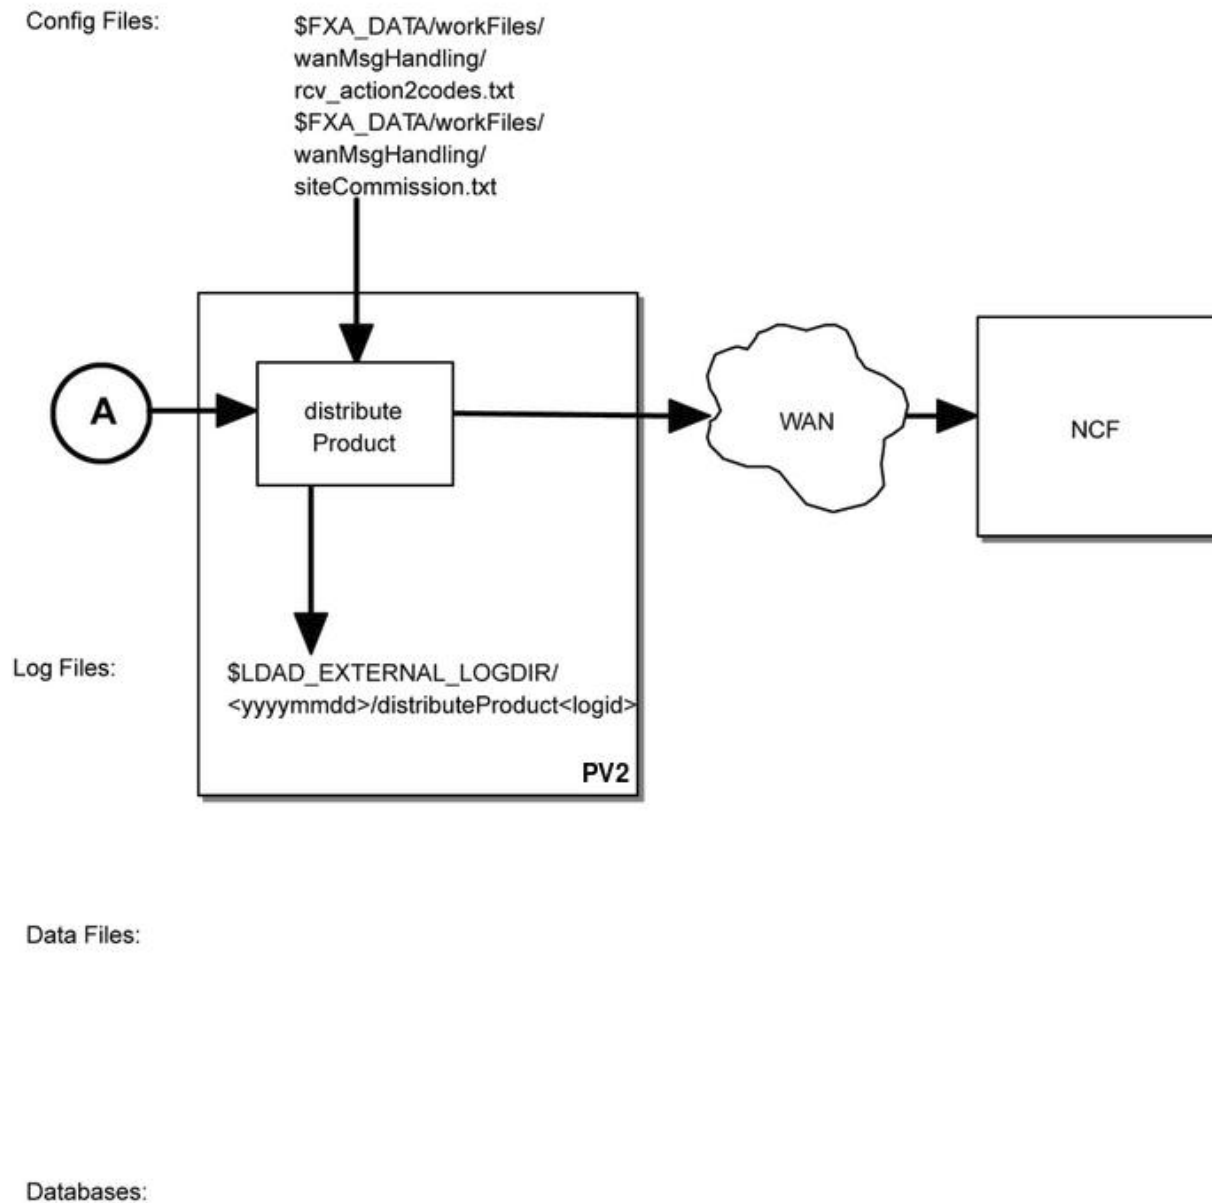 Config Files:
$FXA_DATA/workFiles/
wanMsgHandling/
rcv_action2codes.txt
$FXA_DATA/workFiles/
wanMsgHandling/
siteCommission.txt
A
distribute
Product
WAN
NCF
Log Files:
$LDAD_EXTERNAL_LOGDIR/
<yyyymmdd>/distributeProduct<logid>
PV2
Data Files:
Databases: